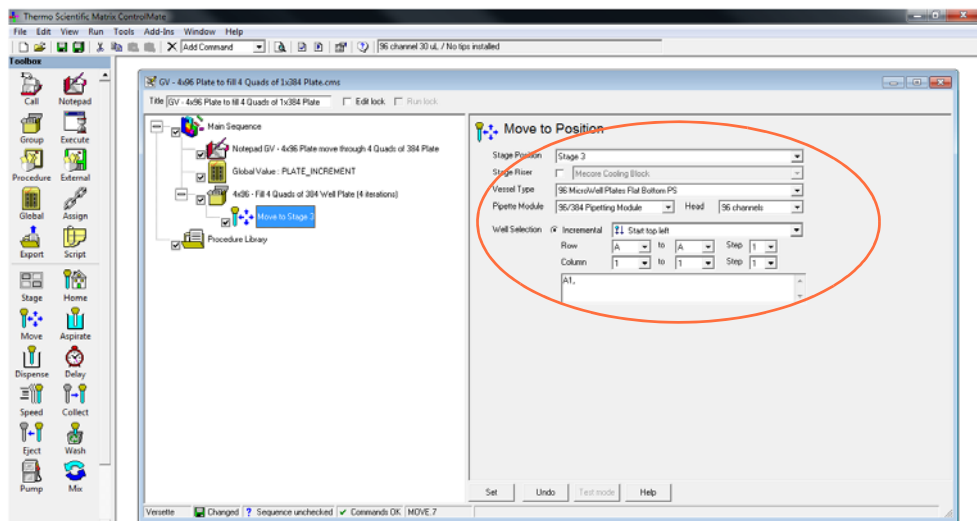 Thermo Scientific Matrix ControlMate
File Edit View Run Tools Add-Ins Window Help
Add Command
96 channel 30 uL / No tips installed
Toolbox
Call Notepad
Group Execute
Procedure External
Global Assign
Export Script
Stage Home
Move Aspirate
Dispense Delay
Speed Collect
Eject Wash
Pump Mix
GV - 4x96 Plate to fill 4 Quads of 1x384 Plate.cms
Title GV - 4x96 Plate to fill 4 Quads of 1x384 Plate Edit lock Run lock
Main Sequence
Notepad GV - 4x96 Plate move through 4 Quads of 384 Plate
Global Value : PLATE_INCREMENT
4x96 - Fill 4 Quads of 384 Well Plate (4 iterations)
Move to Stage 3
Procedure Library
Move to Position
Stage Position Stage 3
Stage Riser Mecore Cooling Block
Vessel Type 96 MicroWell Plates Flat Bottom PS
Pipette Module 96/384 Pipetting Module Head 96 channels
Well Selection Incremental Start top left
Row A to A Step 1
Column 1 to 1 Step 1
A1,
Set Undo Test mode Help
Versette Changed ? Sequence unchecked Commands OK MOVE.7